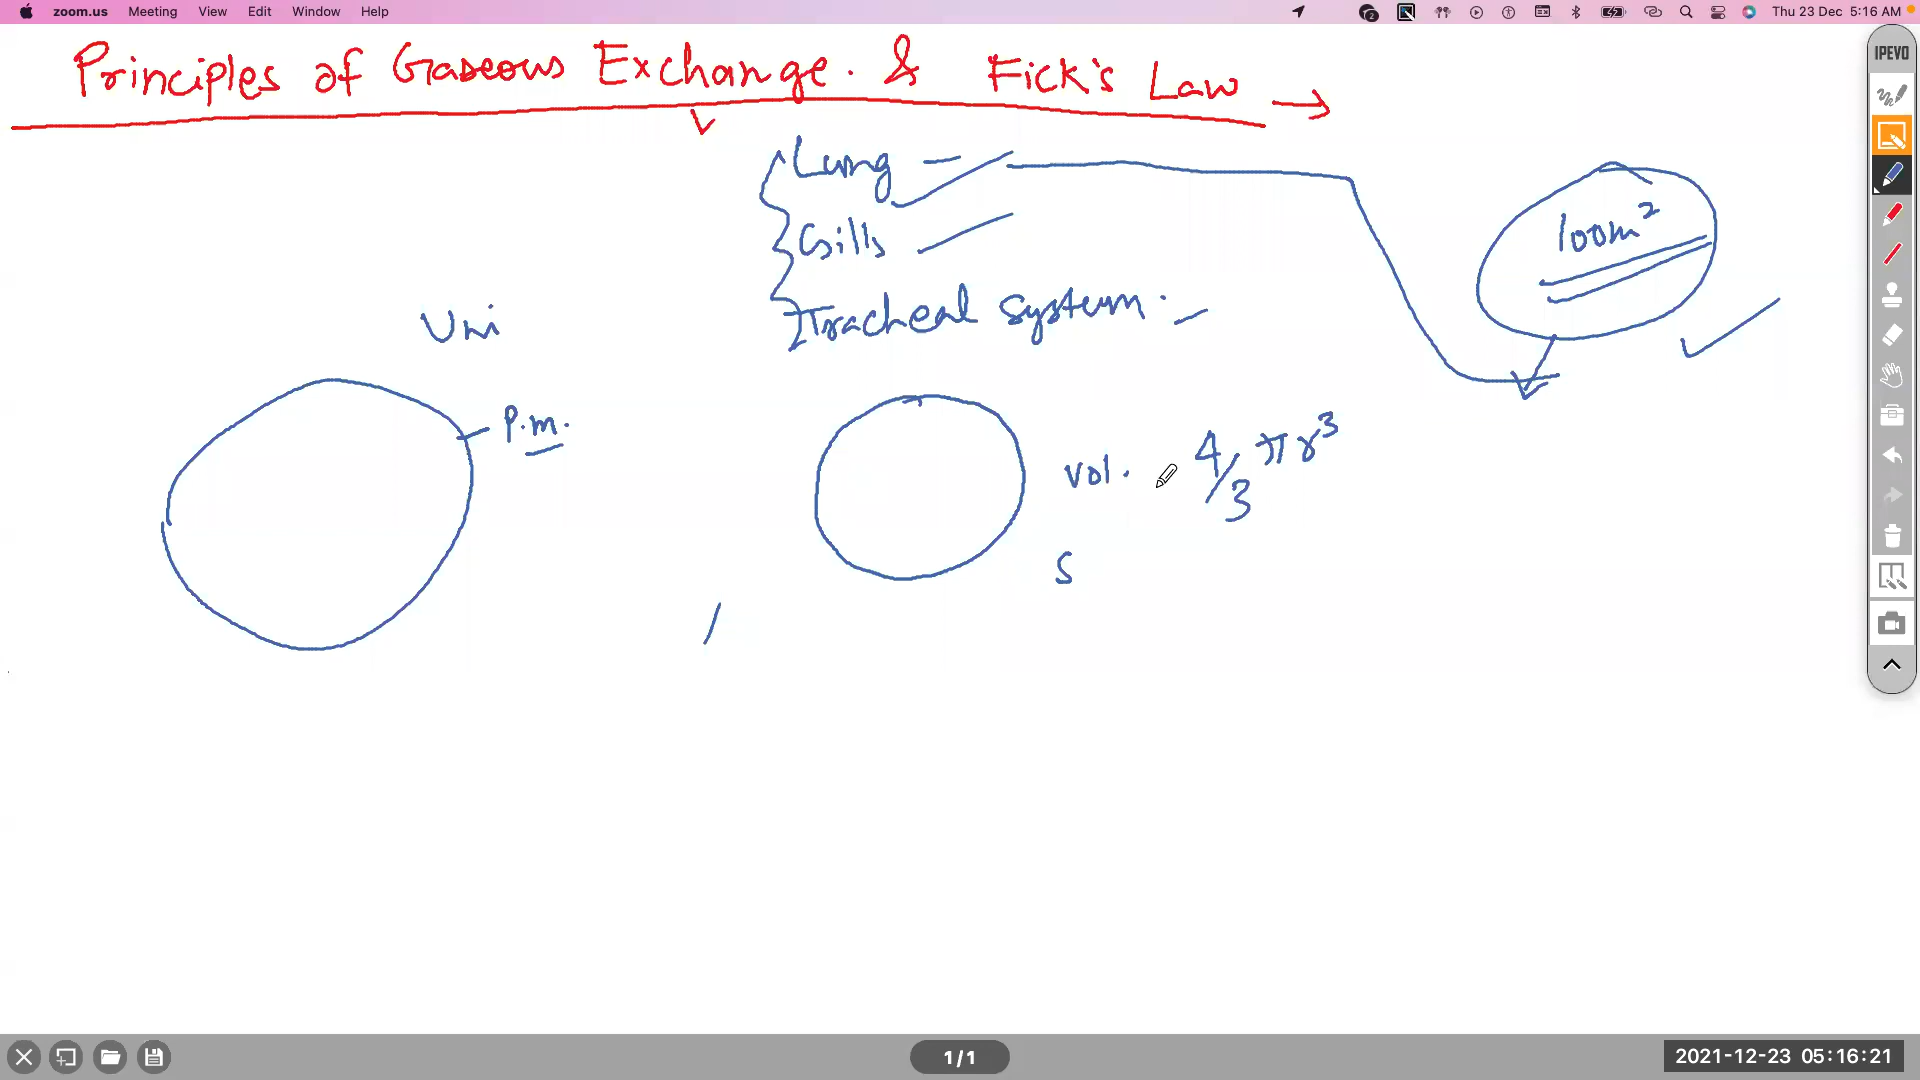 zoom.us Meeting View Edit Window Help 2 Thu 23 Dec 5:16 AM
Principles of Gaseous Exchange. & Fick's Law →
IPEVO
Lung
100m²
Gills
Tracheal system
Uni
P.m.
Vol. 4/3 πr³
S
1/1
2021-12-23 05:16:21